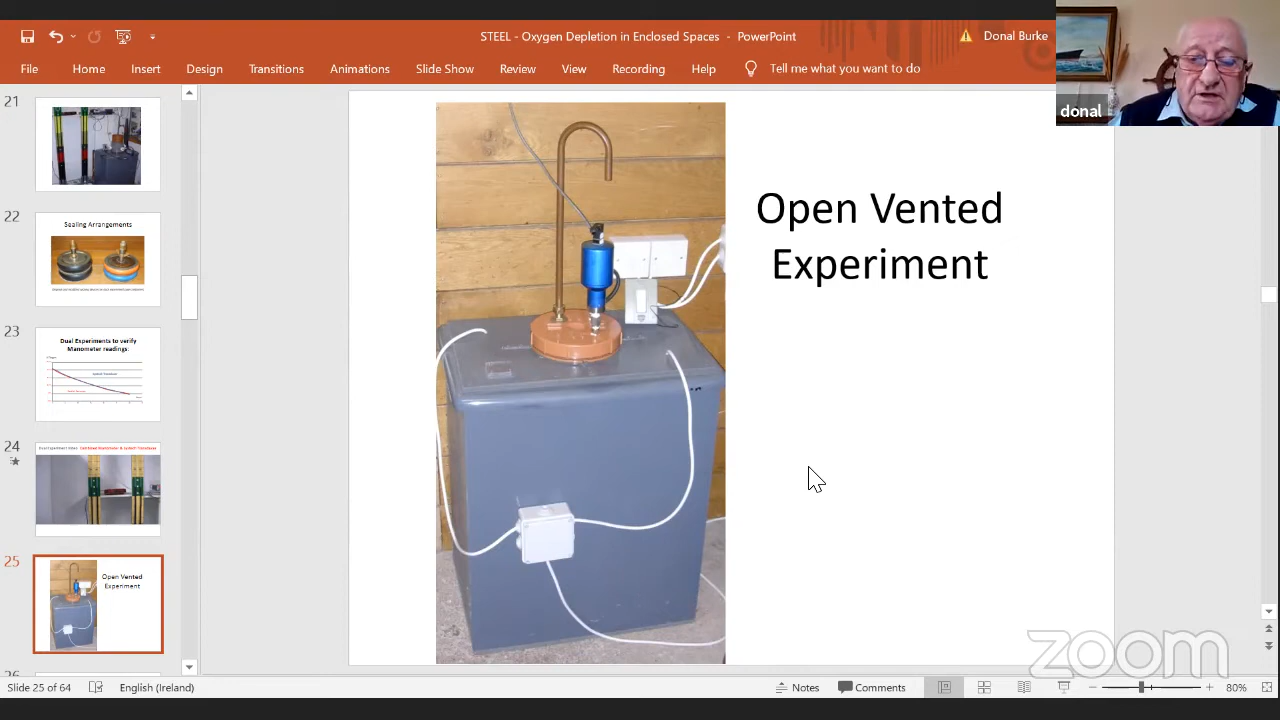 STEEL - Oxygen Depletion in Enclosed Spaces - PowerPoint
Donal Burke
File Home Insert Design Transitions Animations Slide Show Review View Recording Help Tell me what you want to do
donal
21
22
Sealing Arrangements
23
Dual Experiments to verify
Manometer readings:
24
25
Open Vented
Experiment
Open Vented
Experiment
zoom
Slide 25 of 64
English (Ireland)
Notes
Comments
80%